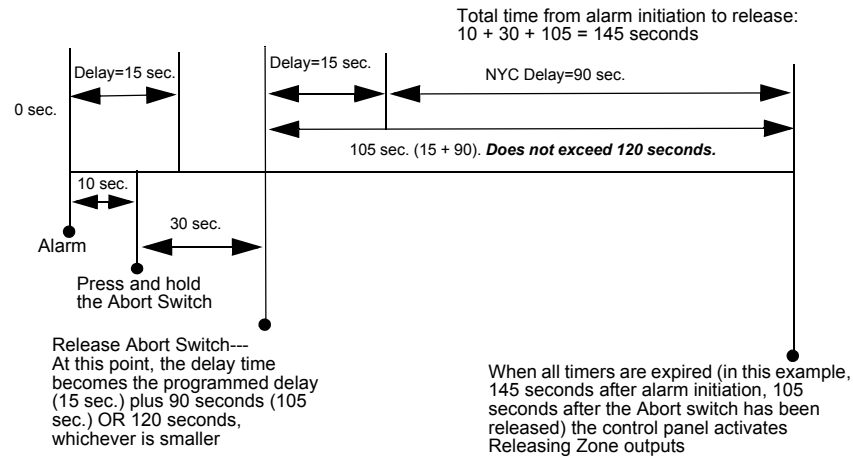 Total time from alarm initiation to release:
10 + 30 + 105 = 145 seconds
Delay=15 sec.
Delay=15 sec.
NYC Delay=90 sec.
0 sec.
105 sec. (15 + 90). Does not exceed 120 seconds.
10 sec.
30 sec.
Alarm
Press and hold
the Abort Switch
Release Abort Switch---
At this point, the delay time
becomes the programmed delay
(15 sec.) plus 90 seconds (105
sec.) OR 120 seconds,
whichever is smaller
When all timers are expired (in this example,
145 seconds after alarm initiation, 105
seconds after the Abort switch has been
released) the control panel activates
Releasing Zone outputs